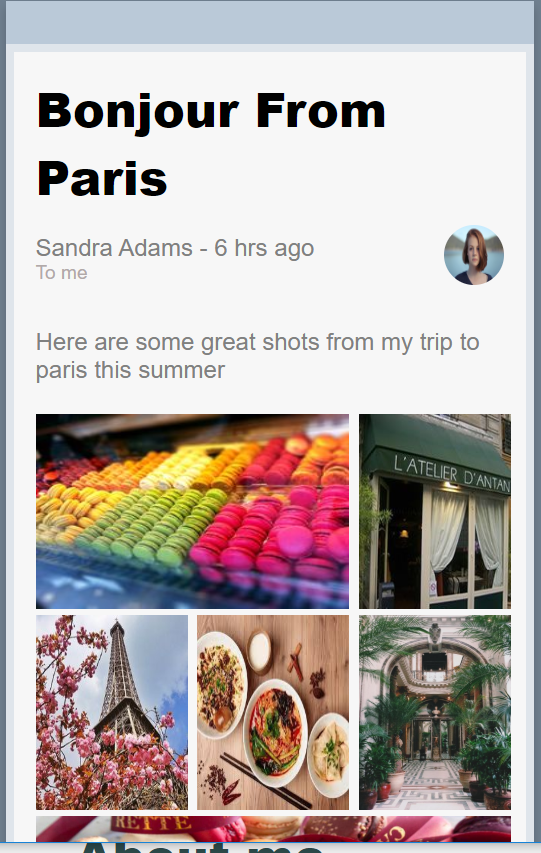 Bonjour From
Paris
Sandra Adams - 6 hrs ago
To me
Here are some great shots from my trip to
paris this summer
L'ATELIER D'ANTAN
RETTE
About me